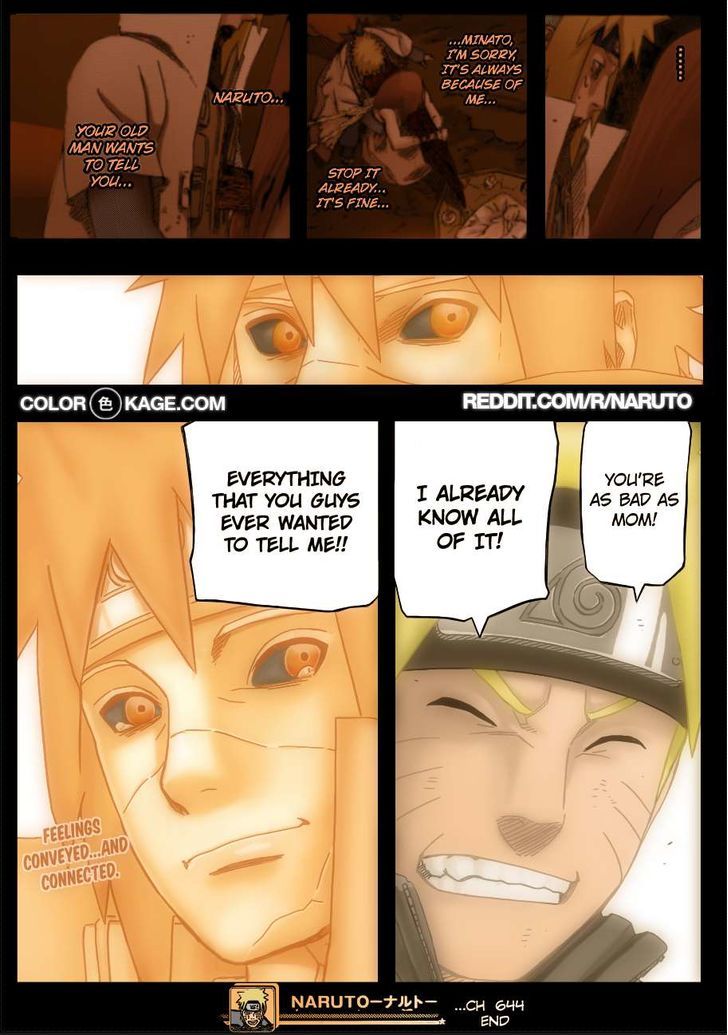 ......
...MINATO,
I'M SORRY,
IT'S ALWAYS
BECAUSE OF
ME...
STOP IT
ALREADY...
IT'S FINE...
NARUTO...
YOUR OLD
MAN WANTS
TO TELL
YOU...
COLOR 色 KAGE.COM
REDDIT.COM/R/NARUTO
YOU'RE
AS BAD AS
MOM!
I ALREADY
KNOW ALL
OF IT!
EVERYTHING
THAT YOU GUYS
EVER WANTED
TO TELL ME!!
FEELINGS
CONVEYED...AND
CONNECTED.
NARUTO-ナルト-
...CH 644
END